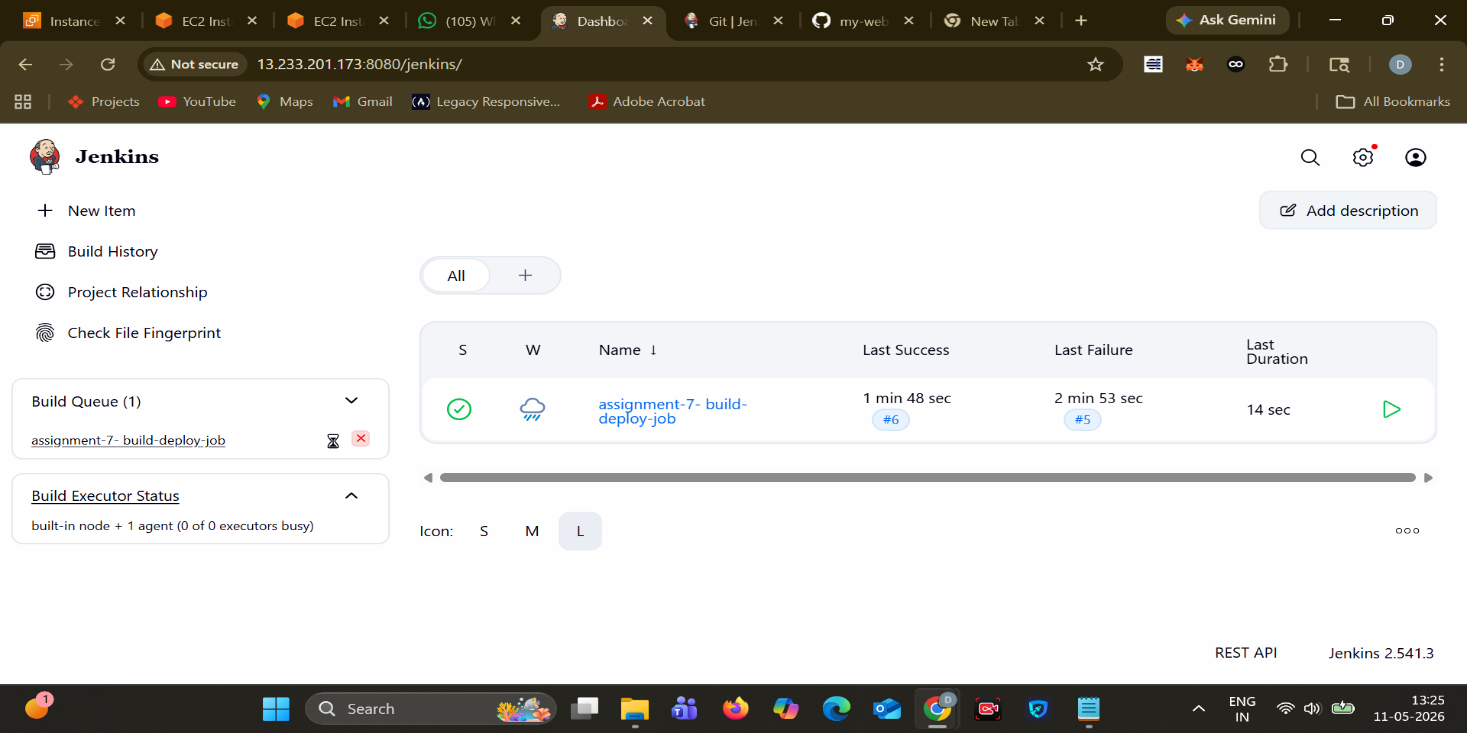 Instance
EC2 Inst
EC2 Inst
(105) W
Dashbo
Git | Jen
my-web
New Tab
Ask Gemini
Not secure
13.233.201.173:8080/jenkins/
D
Projects
YouTube
Maps
Gmail
Legacy Responsive...
Adobe Acrobat
All Bookmarks
Jenkins
New Item
Add description
Build History
All
+
Project Relationship
Check File Fingerprint
S
W
Name ↓
Last Success
Last Failure
Last
Duration
Build Queue (1)
assignment-7- build-
deploy-job
1 min 48 sec
#6
2 min 53 sec
#5
14 sec
assignment-7- build-deploy-job
Build Executor Status
built-in node + 1 agent (0 of 0 executors busy)
Icon:
S
M
L
REST API
Jenkins 2.541.3
1
Search
D
ENG
IN
13:25
11-05-2026